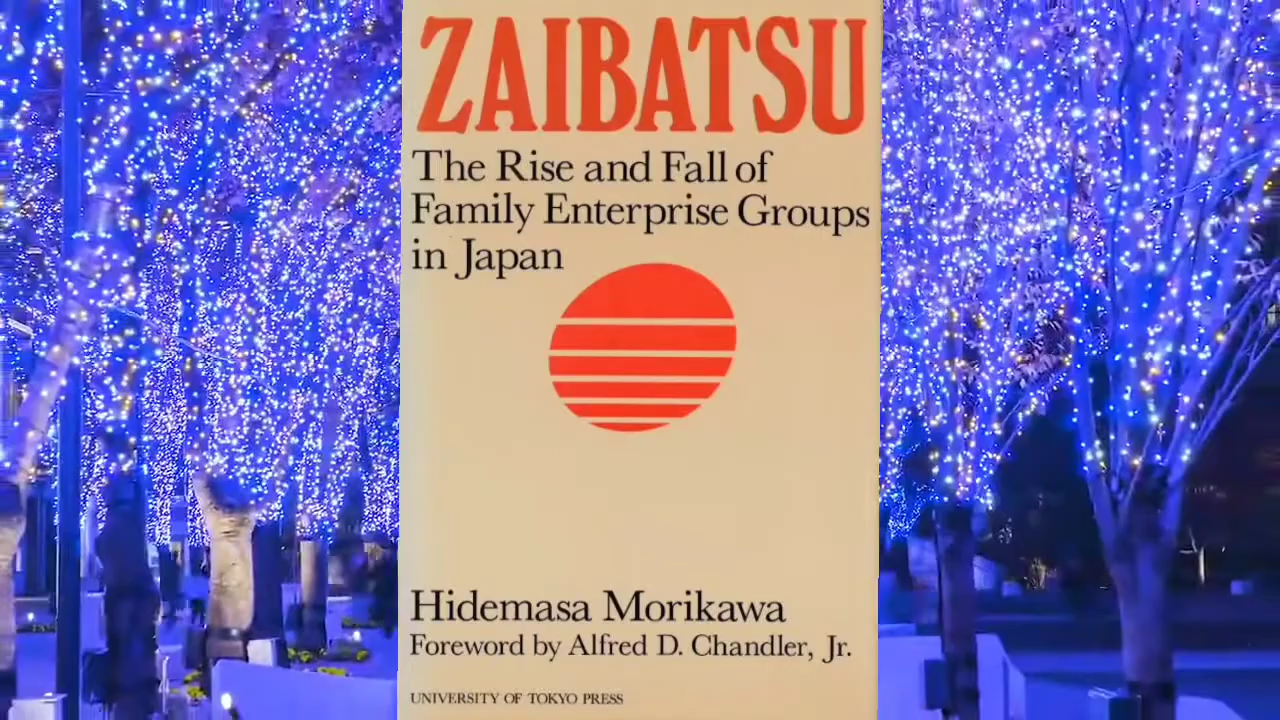 ZAIBATSU
The Rise and Fall of
Family Enterprise Groups
in Japan
Hidemasa Morikawa
Foreword by Alfred D. Chandler, Jr.
UNIVERSITY OF TOKYO PRESS